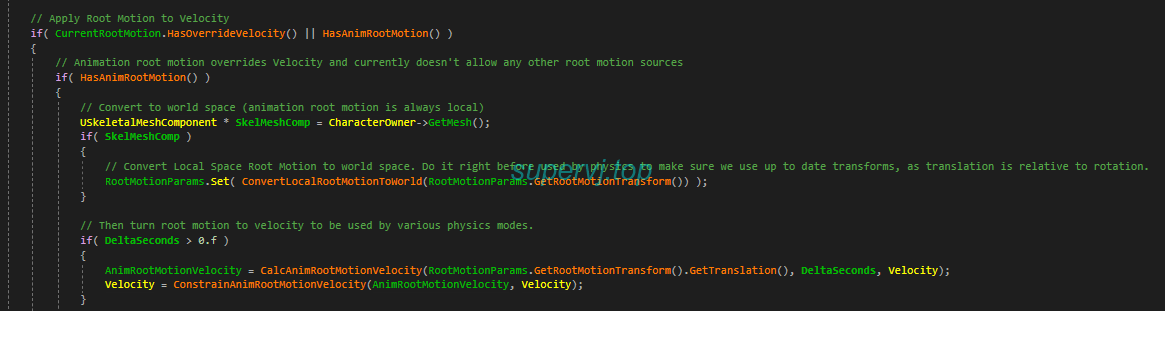 // Apply Root Motion to Velocity
if( CurrentRootMotion.HasOverrideVelocity() || HasAnimRootMotion() )
{
// Animation root motion overrides Velocity and currently doesn't allow any other root motion sources
if( HasAnimRootMotion() )
{
// Convert to world space (animation root motion is always local)
USkeletalMeshComponent * SkelMeshComp = CharacterOwner->GetMesh();
if( SkelMeshComp )
{
// Convert Local Space Root Motion to world space. Do it right before used by physics to make sure we use up to date transforms, as translation is relative to rotation.
supervj.top
RootMotionParams.Set( ConvertLocalRootMotionToWorld(RootMotionParams.GetRootMotionTransform()) );
}
// Then turn root motion to velocity to be used by various physics modes.
if( DeltaSeconds > 0.f )
{
AnimRootMotionVelocity = CalcAnimRootMotionVelocity(RootMotionParams.GetRootMotionTransform().GetTranslation(), DeltaSeconds, Velocity);
Velocity = ConstrainAnimRootMotionVelocity(AnimRootMotionVelocity, Velocity);
}